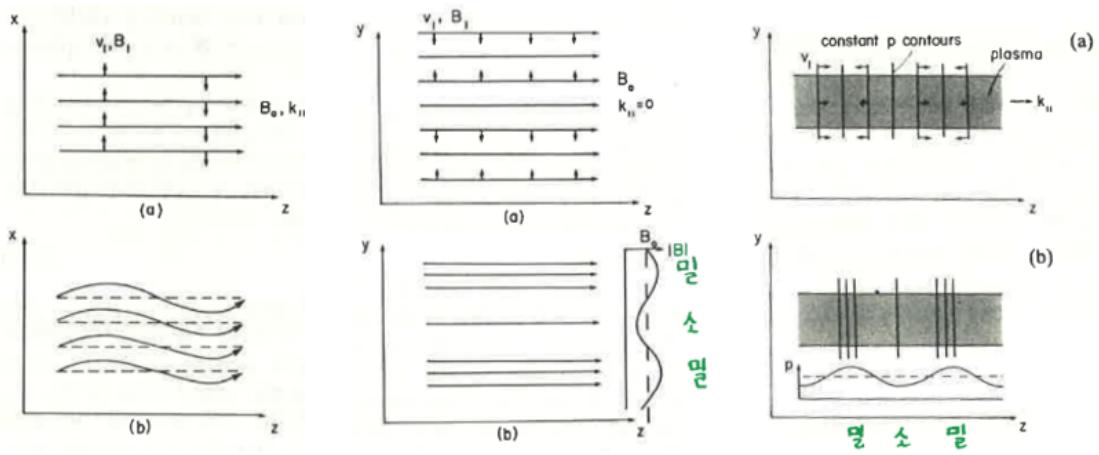 x
v₁, B₁
B₀, k∥
(a)
z
x
(b)
z
y
v₁, B₁
B₀
k∥=0
(a)
z
y
B₀
|B|
밀
소
밀
(b)
z
constant p contours
(a)
plasma
v₁
y
k∥
z
(b)
y
p
z
밀 소 밀